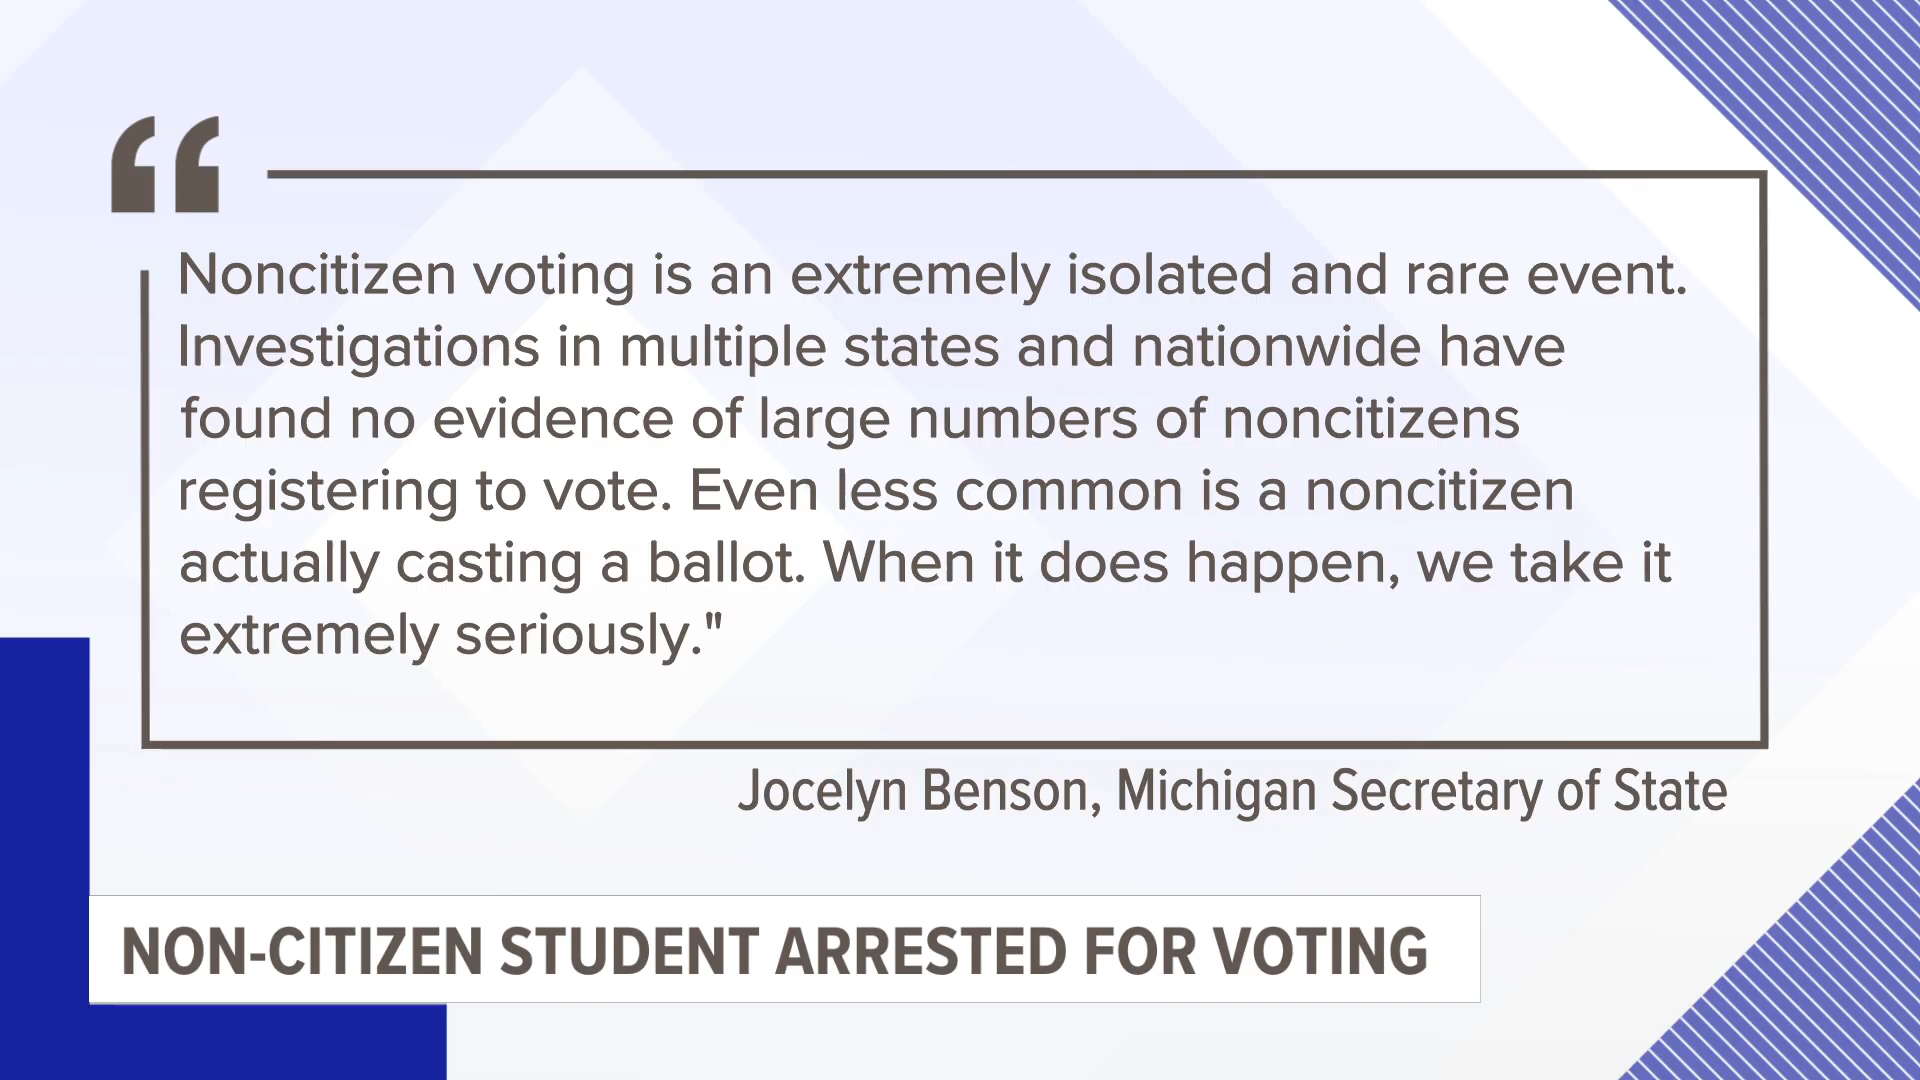 “
Noncitizen voting is an extremely isolated and rare event.
Investigations in multiple states and nationwide have
found no evidence of large numbers of noncitizens
registering to vote. Even less common is a noncitizen
actually casting a ballot. When it does happen, we take it
extremely seriously."
Jocelyn Benson, Michigan Secretary of State
NON-CITIZEN STUDENT ARRESTED FOR VOTING